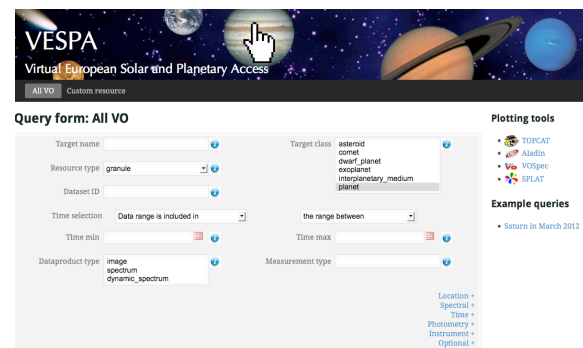 VESPA
Virtual European Solar and Planetary Access
All VO Custom resource
Query form: All VO
Target name
Target class
asteroid
comet
dwarf_planet
exoplanet
interplanetary_medium
planet
Resource type granule
Dataset ID
Time selection Data range is included in the range between
Time min Time max
Dataproduct type
image
spectrum
dynamic_spectrum
Measurement type
Location +
Spectral +
Time +
Photometry +
Instrument +
Optional +
Plotting tools
TOPCAT
Aladin
VOSpec
SPLAT
Example queries
Saturn in March 2012